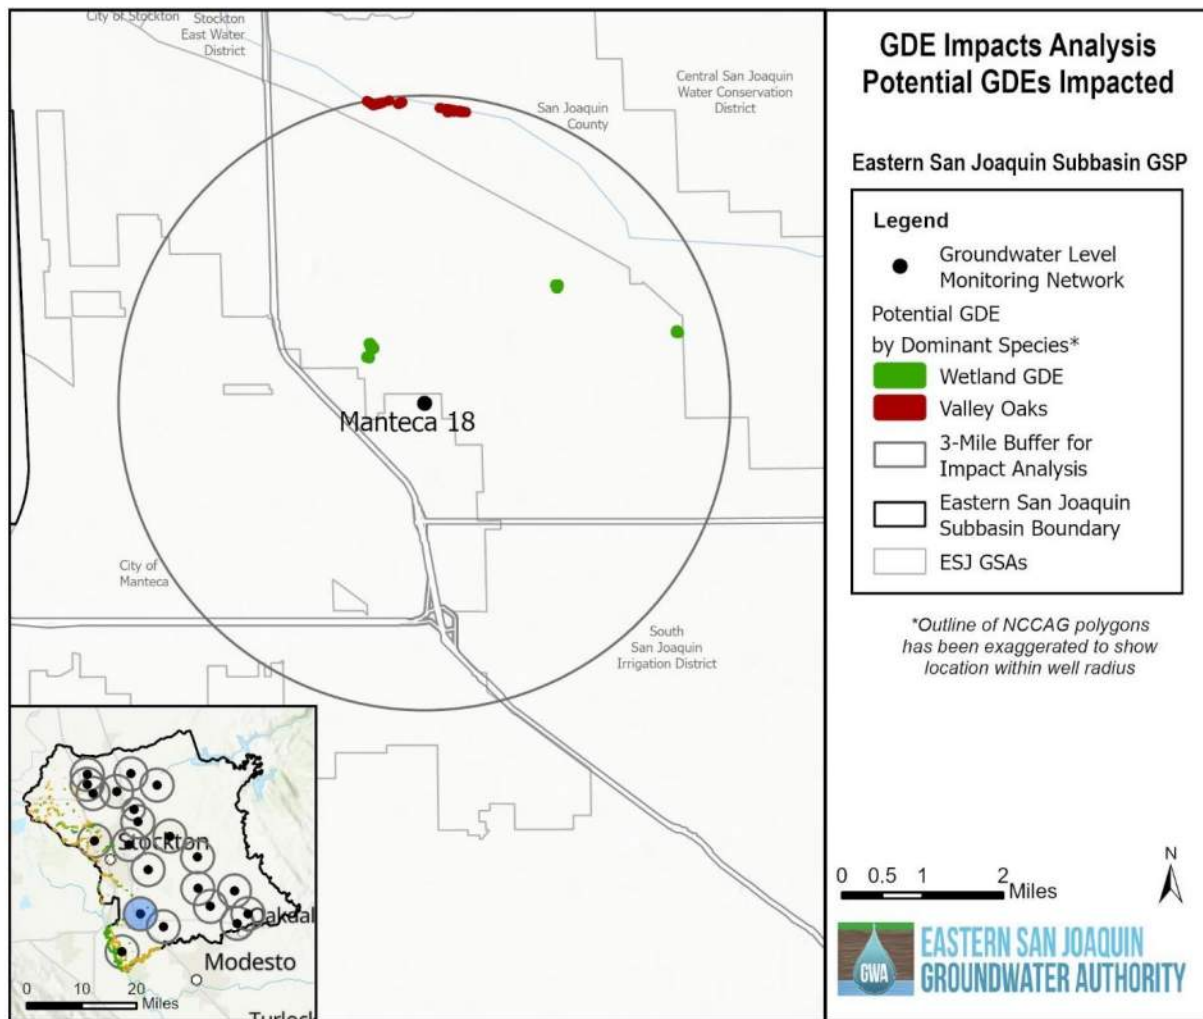 City of Stockton
Stockton
East Water
District
Central San Joaquin
Water Conservation
District
San Joaquin
County
Manteca 18
City of
Manteca
South
San Joaquin
Irrigation District
Stockton
Oakdal
Modesto
Turlock
0 10 20
Miles
GDE Impacts Analysis
Potential GDEs Impacted
Eastern San Joaquin Subbasin GSP
Legend
Groundwater Level
Monitoring Network
Potential GDE
by Dominant Species*
Wetland GDE
Valley Oaks
3-Mile Buffer for
Impact Analysis
Eastern San Joaquin
Subbasin Boundary
ESJ GSAs
*Outline of NCCAG polygons
has been exaggerated to show
location within well radius
N
0 0.5 1 2
Miles
GWA
EASTERN SAN JOAQUIN
GROUNDWATER AUTHORITY